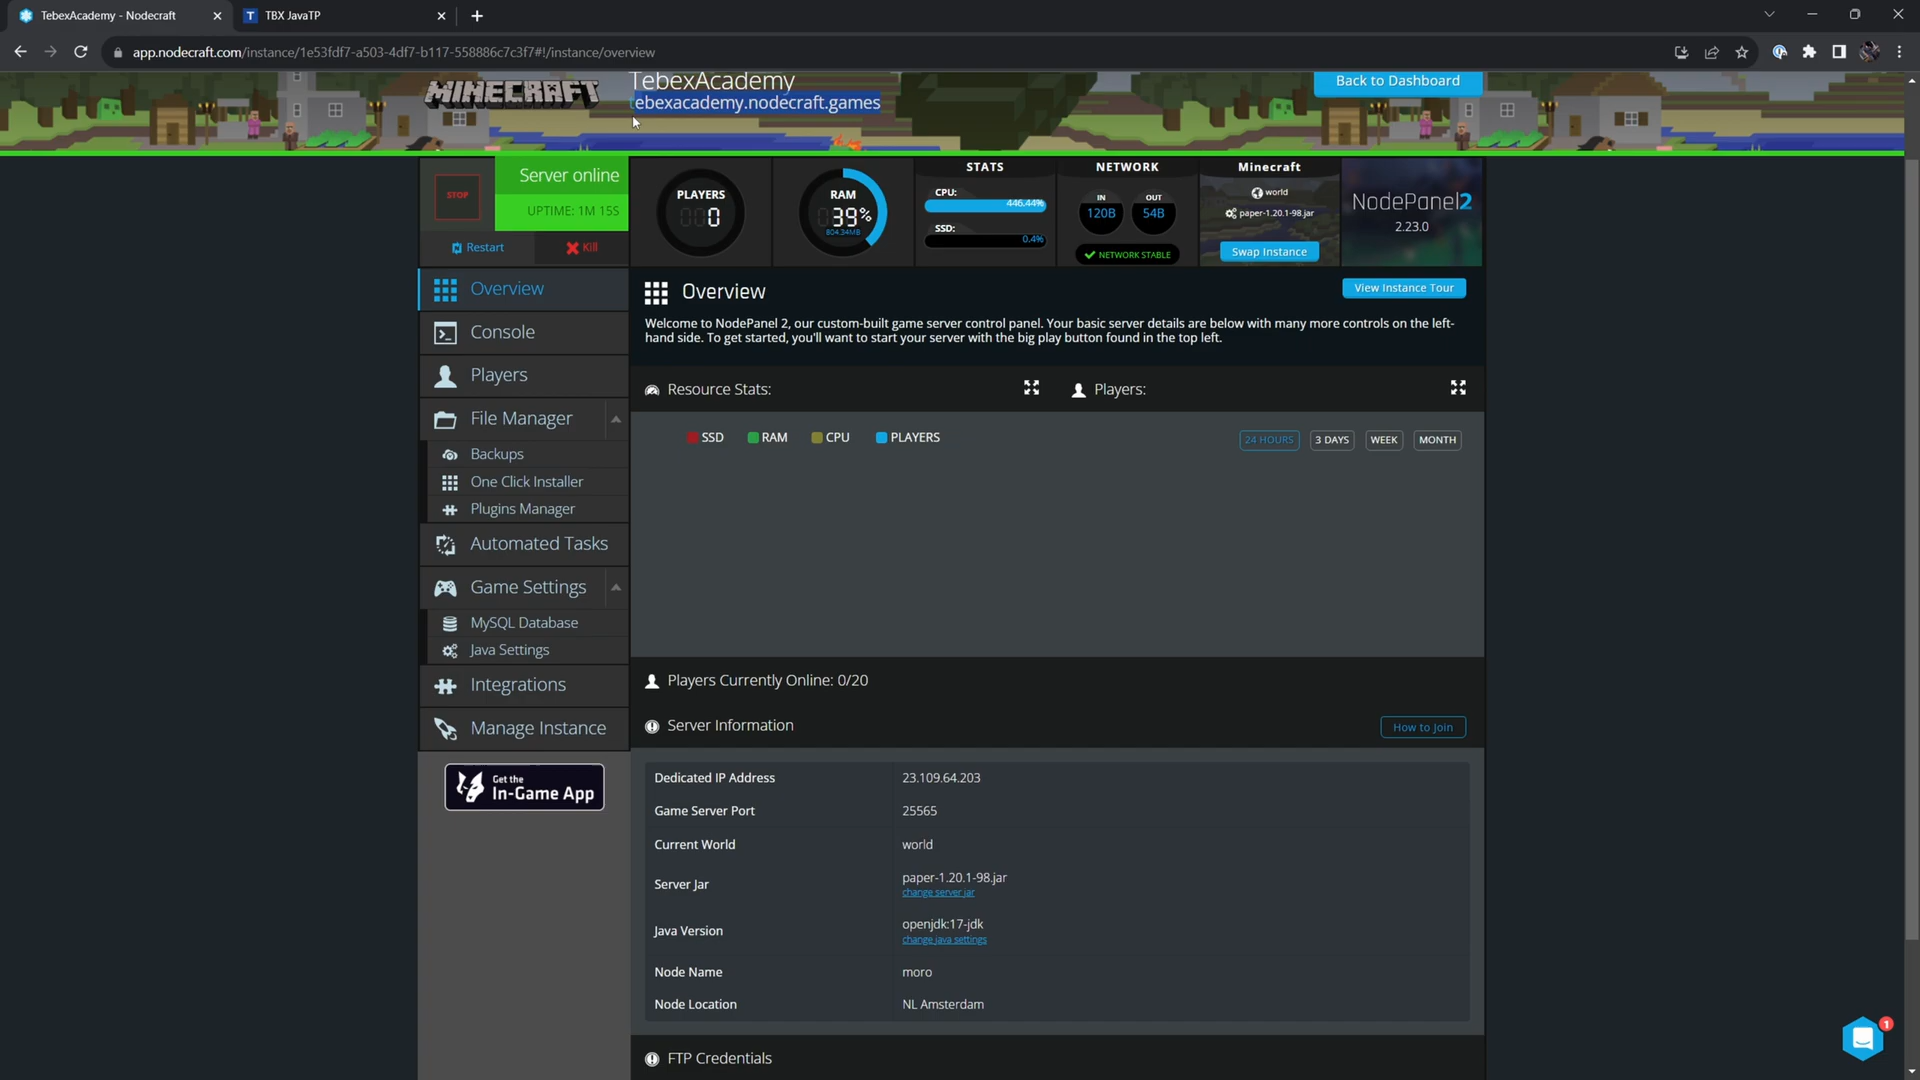 TebexAcademy - Nodecraft
TBX JavaTP
app.nodecraft.com/instance/1e53fdf7-a503-4df7-b117-558886c7c3f7#!/instance/overview
MINECRAFT
TebexAcademy
tebexacademy.nodecraft.games
Back to Dashboard
STOP
Server online
UPTIME: 1M 15S
Restart
Kill
PLAYERS
0
RAM
39%
804.34MB
STATS
CPU:
446.44%
SSD:
0.4%
NETWORK
IN
120B
OUT
54B
NETWORK STABLE
Minecraft
world
paper-1.20.1-98.jar
Swap Instance
NodePanel2
2.23.0
Overview
Console
Players
File Manager
Backups
One Click Installer
Plugins Manager
Automated Tasks
Game Settings
MySQL Database
Java Settings
Integrations
Manage Instance
Get the
In-Game App
Overview
View Instance Tour
Welcome to NodePanel 2, our custom-built game server control panel. Your basic server details are below with many more controls on the left-
hand side. To get started, you'll want to start your server with the big play button found in the top left.
Resource Stats:
Players:
SSD
RAM
CPU
PLAYERS
24 HOURS
3 DAYS
WEEK
MONTH
Players Currently Online: 0/20
Server Information
How to Join
Dedicated IP Address
23.109.64.203
Game Server Port
25565
Current World
world
Server Jar
paper-1.20.1-98.jar
change server jar
Java Version
openjdk:17-jdk
change java settings
Node Name
moro
Node Location
NL Amsterdam
FTP Credentials
1